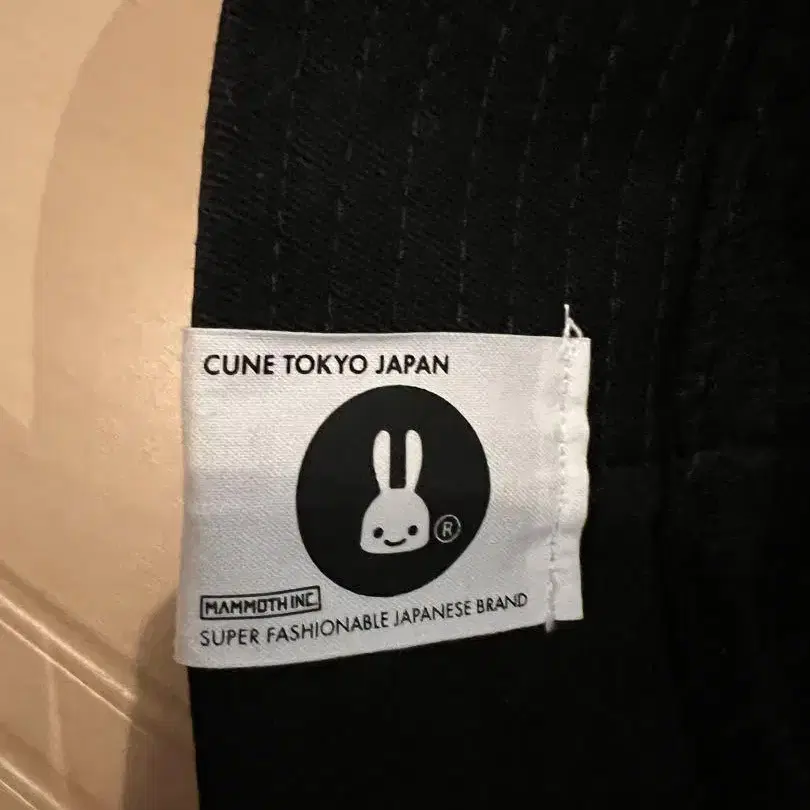 CUNE TOKYO JAPAN
®
MAMMOTH INC.
SUPER FASHIONABLE JAPANESE BRAND